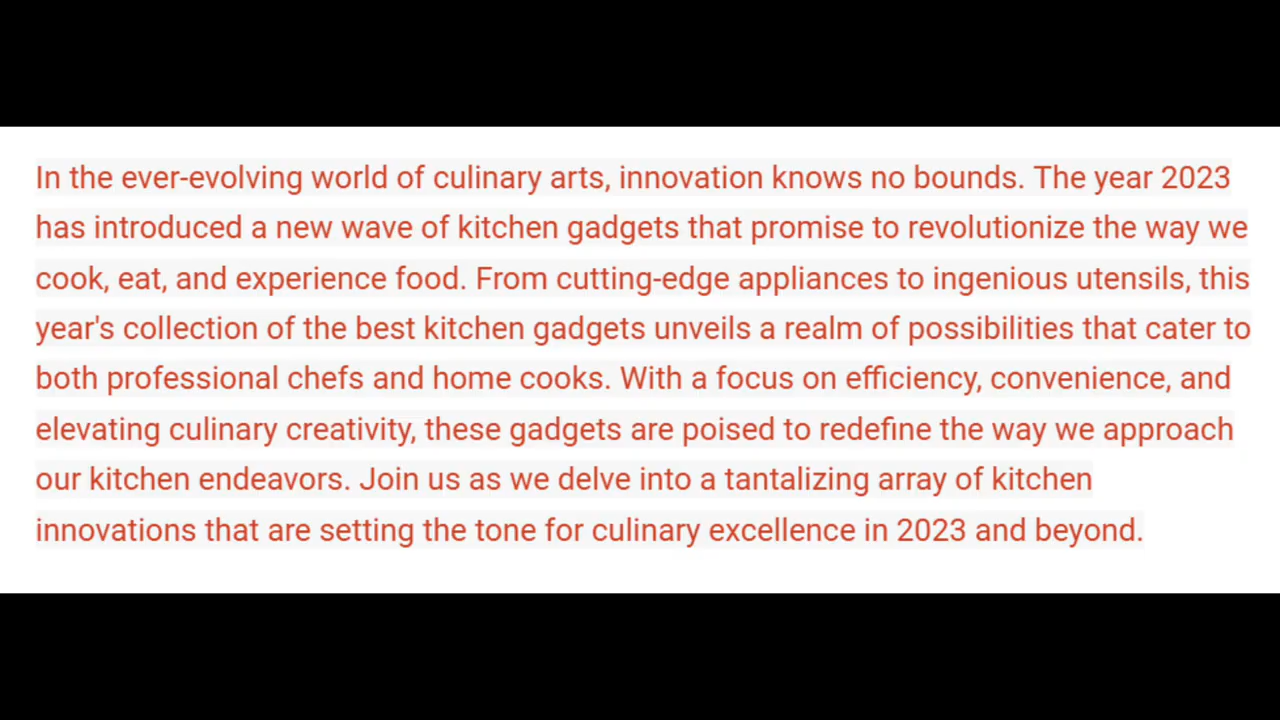 In the ever-evolving world of culinary arts, innovation knows no bounds. The year 2023
has introduced a new wave of kitchen gadgets that promise to revolutionize the way we
cook, eat, and experience food. From cutting-edge appliances to ingenious utensils, this
year's collection of the best kitchen gadgets unveils a realm of possibilities that cater to
both professional chefs and home cooks. With a focus on efficiency, convenience, and
elevating culinary creativity, these gadgets are poised to redefine the way we approach
our kitchen endeavors. Join us as we delve into a tantalizing array of kitchen
innovations that are setting the tone for culinary excellence in 2023 and beyond.